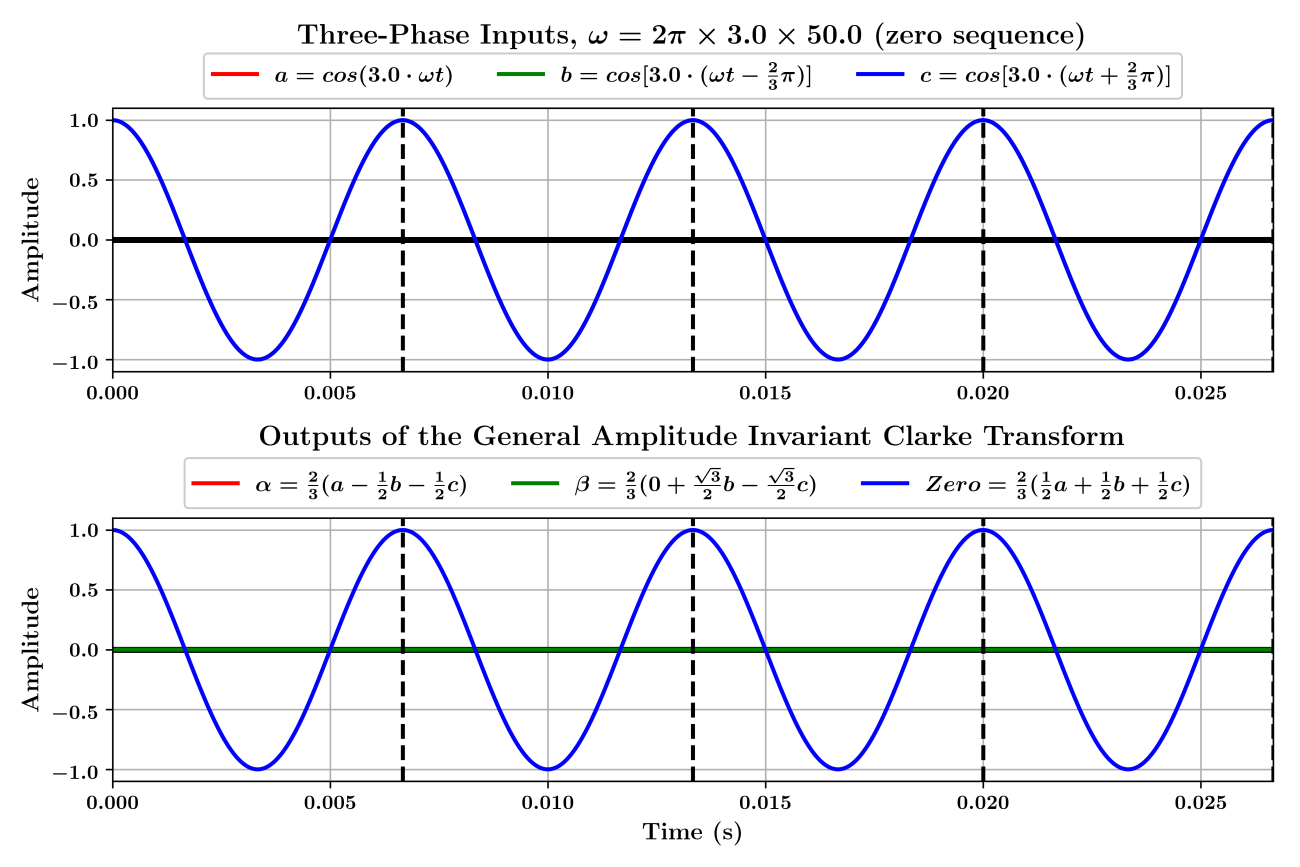 Three-Phase Inputs, ω = 2π × 3.0 × 50.0 (zero sequence)
a = cos(3.0 · ωt) b = cos[3.0 · (ωt − 2/3π)] c = cos[3.0 · (ωt + 2/3π)]
Amplitude
1.0
0.5
0.0
−0.5
−1.0
0.000 0.005 0.010 0.015 0.020 0.025
Outputs of the General Amplitude Invariant Clarke Transform
α = 2/3(a − 1/2b − 1/2c) β = 2/3(0 + √3/2b − √3/2c) Zero = 2/3(1/2a + 1/2b + 1/2c)
Amplitude
1.0
0.5
0.0
−0.5
−1.0
0.000 0.005 0.010 0.015 0.020 0.025
Time (s)